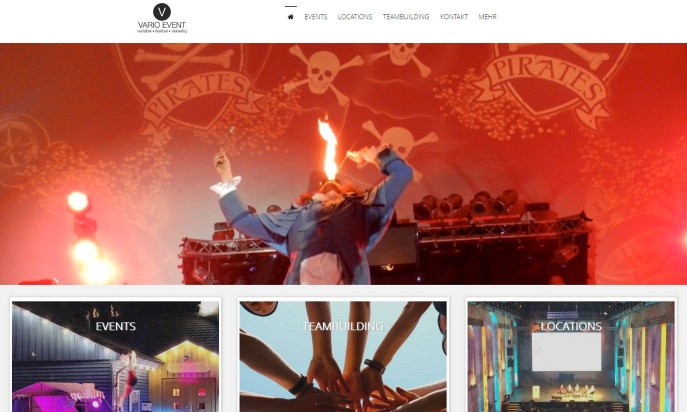 V
VARIO EVENT
variabel • flexibel • vielseitig
EVENTS LOCATIONS TEAMBUILDING KONTAKT MEHR
PIRATES PIRATES
EVENTS TEAMBUILDING LOCATIONS